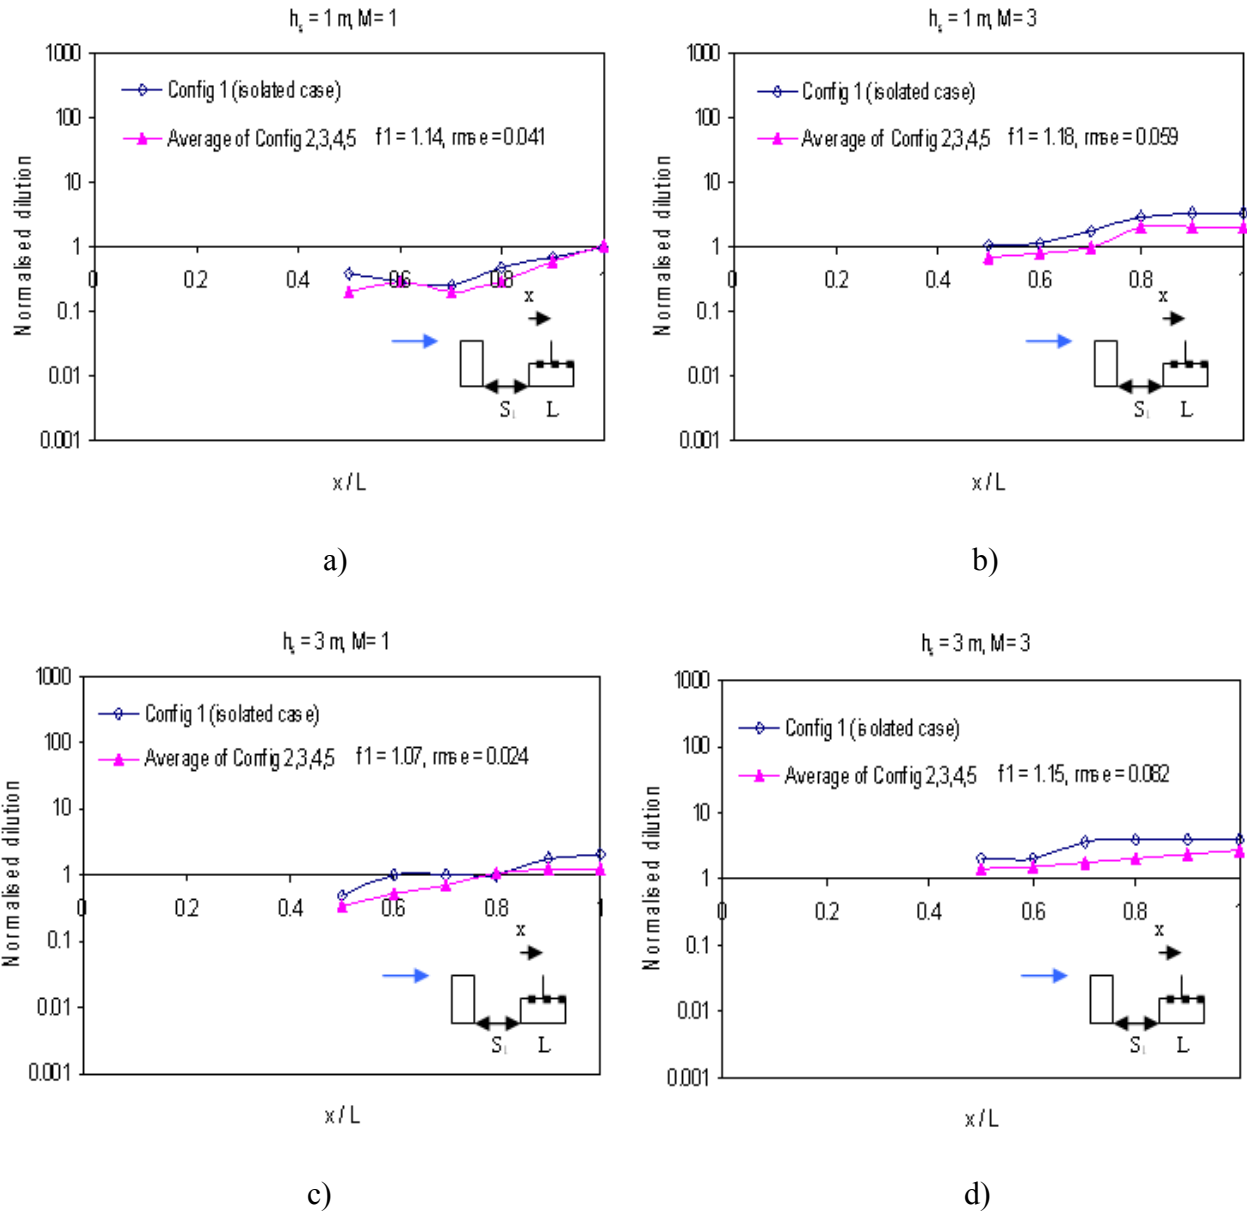 hs = 1 m, M= 1
1000
100
10
1
0.1
0.01
0.001
Normalised dilution
Config 1 (isolated case)
Average of Config 2,3,4,5 f1 = 1.14, rmse = 0.041
0 0.2 0.4 0.6 0.8 1
x
S1 L
x / L
a)
hs = 1 m, M= 3
1000
100
10
1
0.1
0.01
0.001
Normalised dilution
Config 1 (isolated case)
Average of Config 2,3,4,5 f1 = 1.18, rmse = 0.059
0 0.2 0.4 0.6 0.8 1
x
S1 L
x / L
b)
hs = 3 m, M= 1
1000
100
10
1
0.1
0.01
0.001
Normalised dilution
Config 1 (isolated case)
Average of Config 2,3,4,5 f1 = 1.07, rmse = 0.024
0 0.2 0.4 0.6 0.8 1
x
S1 L
x / L
c)
hs = 3 m, M= 3
1000
100
10
1
0.1
0.01
0.001
Normalised dilution
Config 1 (isolated case)
Average of Config 2,3,4,5 f1 = 1.15, rmse = 0.082
0 0.2 0.4 0.6 0.8 1
x
S1 L
x / L
d)